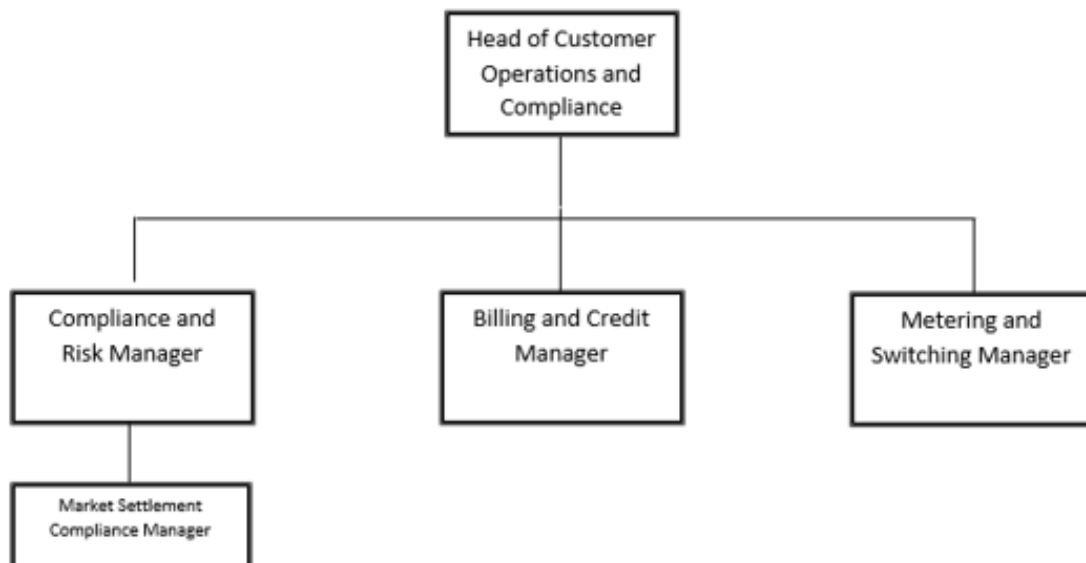 Head of Customer
Operations and
Compliance
Compliance and
Risk Manager
Billing and Credit
Manager
Metering and
Switching Manager
Market Settlement
Compliance Manager